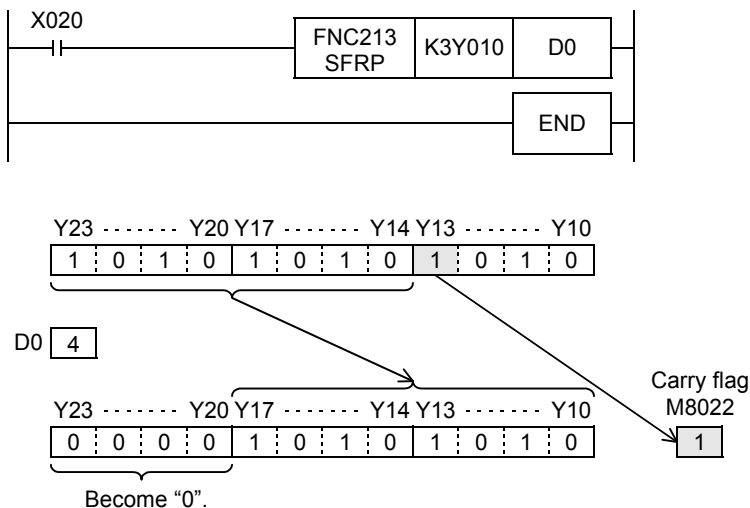 X020
FNC213 SFRP K3Y010 D0
END
Y23 ------- Y20 Y17 ------- Y14 Y13 ------- Y10
1 0 1 0 1 0 1 0 1 0 1 0
D0 4
Carry flag M8022
Y23 ------- Y20 Y17 ------- Y14 Y13 ------- Y10
0 0 0 0 1 0 1 0 1 0 1 0 1
Become “0”.